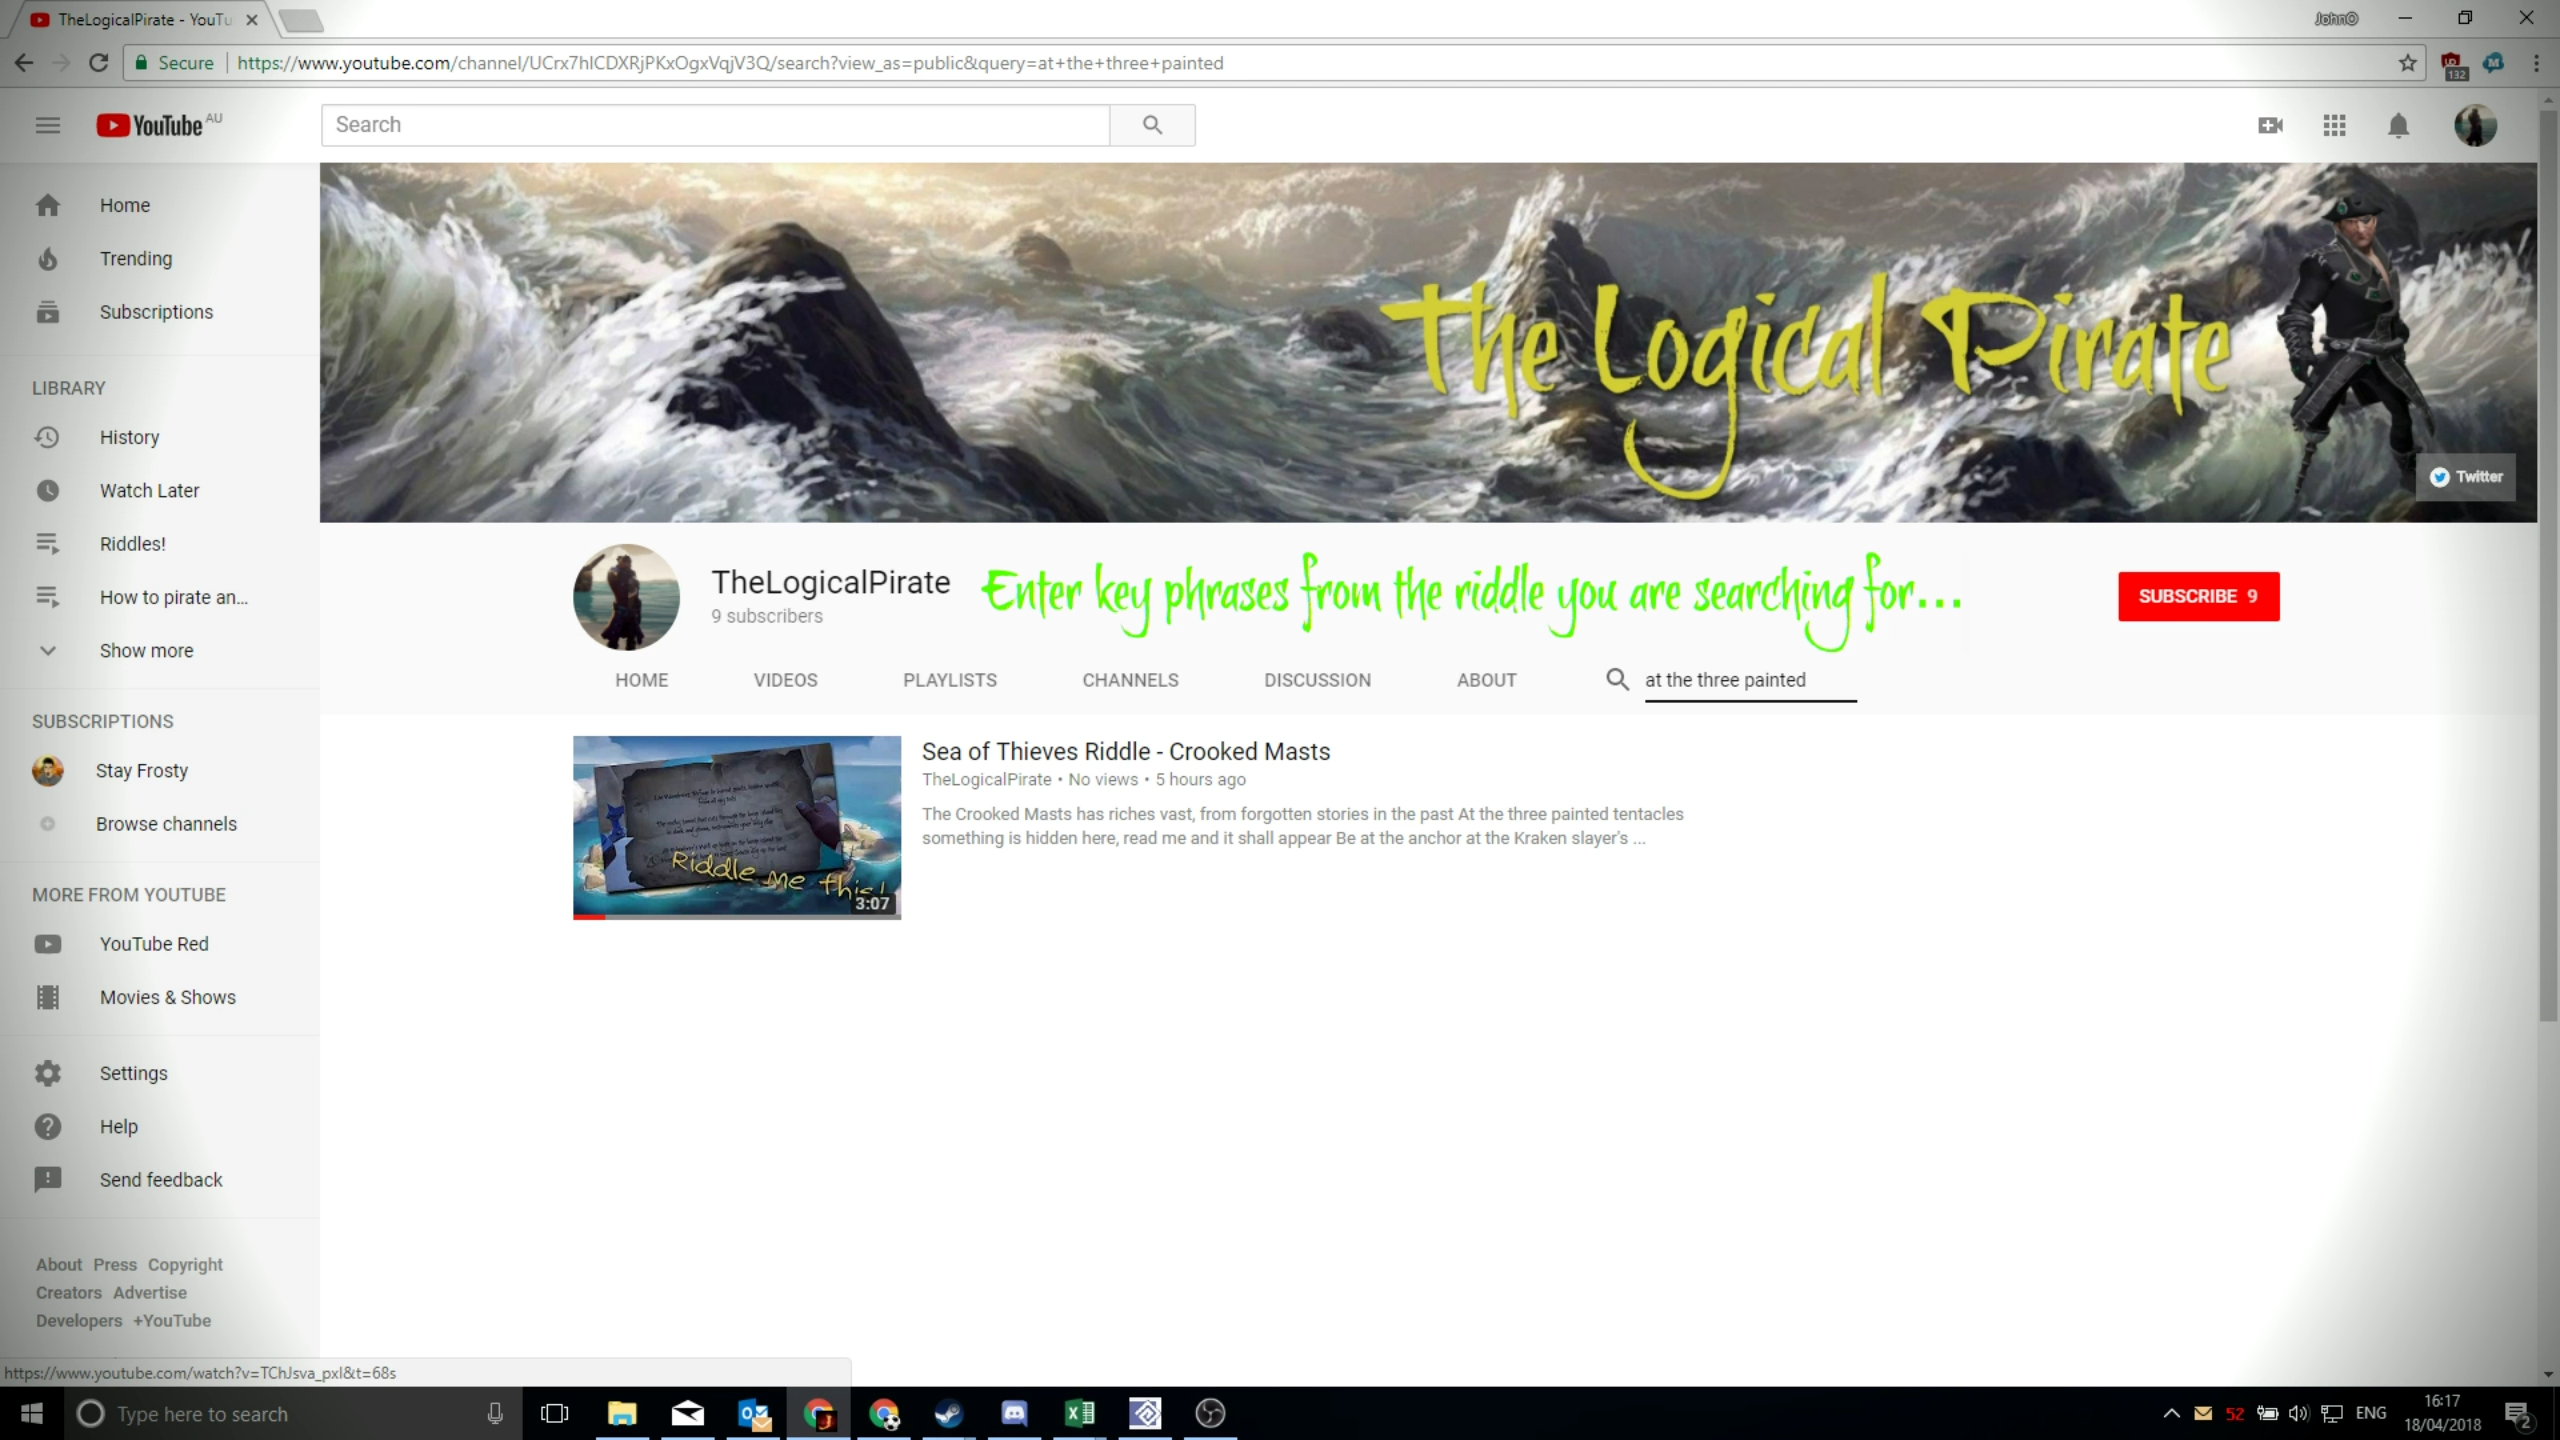 TheLogicalPirate - YouTu
JohnO
Secure
https://www.youtube.com/channel/UCrx7hlCDXRjPKxOgxVqjV3Q/search?view_as=public&query=at+the+three+painted
132
YouTube AU
Search
Home
Trending
Subscriptions
LIBRARY
History
Watch Later
Riddles!
How to pirate an...
Show more
SUBSCRIPTIONS
Stay Frosty
Browse channels
MORE FROM YOUTUBE
YouTube Red
Movies & Shows
Settings
Help
Send feedback
About Press Copyright
Creators Advertise
Developers +YouTube
The Logical Pirate
Twitter
TheLogicalPirate
9 subscribers
Enter key phrases from the riddle you are searching for...
SUBSCRIBE 9
HOME VIDEOS PLAYLISTS CHANNELS DISCUSSION ABOUT at the three painted
Riddle me this!
3:07
Sea of Thieves Riddle - Crooked Masts
TheLogicalPirate • No views • 5 hours ago
The Crooked Masts has riches vast, from forgotten stories in the past At the three painted tentacles
something is hidden here, read me and it shall appear Be at the anchor at the Kraken slayer's ...
https://www.youtube.com/watch?v=TChJsva_pxI&t=68s
Type here to search
52
ENG
16:17
18/04/2018
2